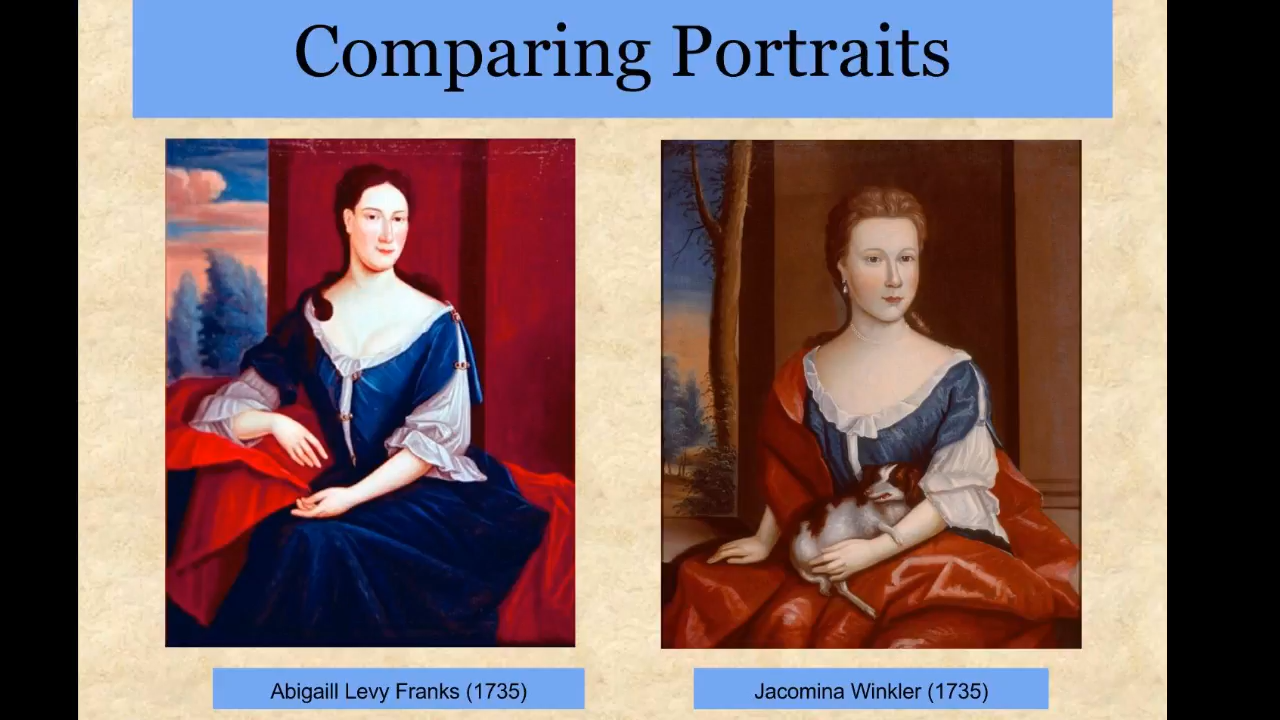 Comparing Portraits
Abigaill Levy Franks (1735)
Jacomina Winkler (1735)